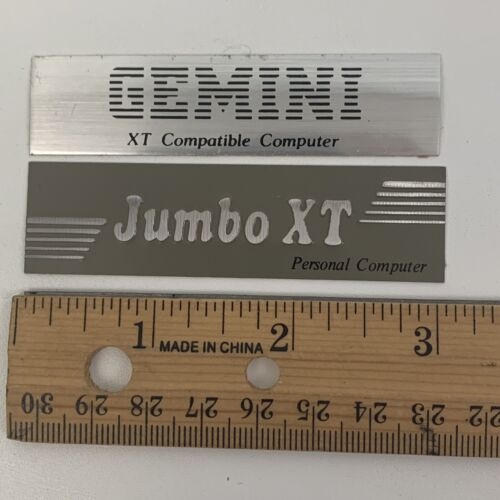 GEMINI
XT Compatible Computer
Jumbo XT
Personal Computer
1 2 3
MADE IN CHINA
30 29 28 27 26 25 24 23 22